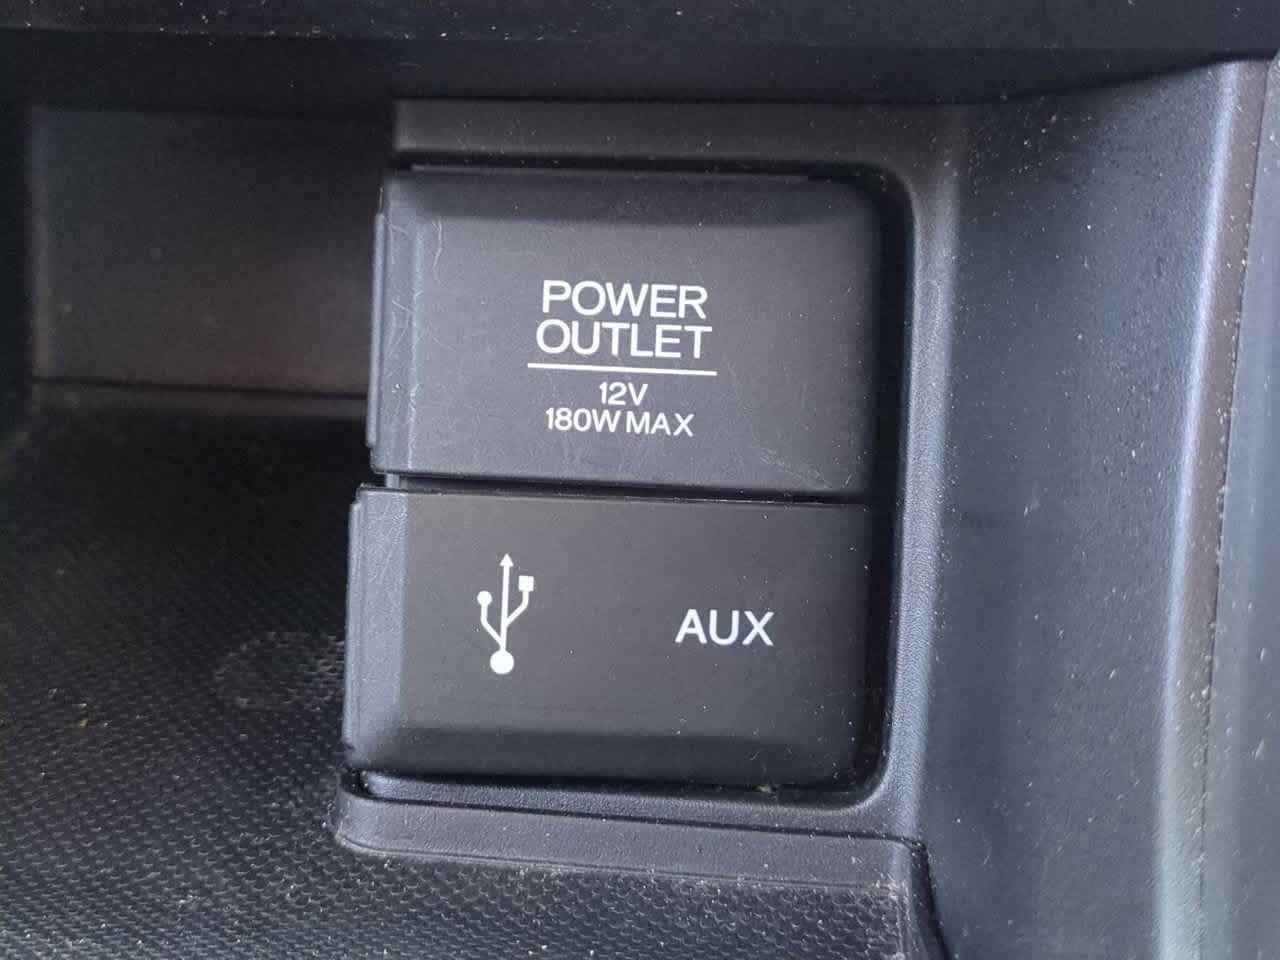 POWER
OUTLET
12V
180W MAX
AUX